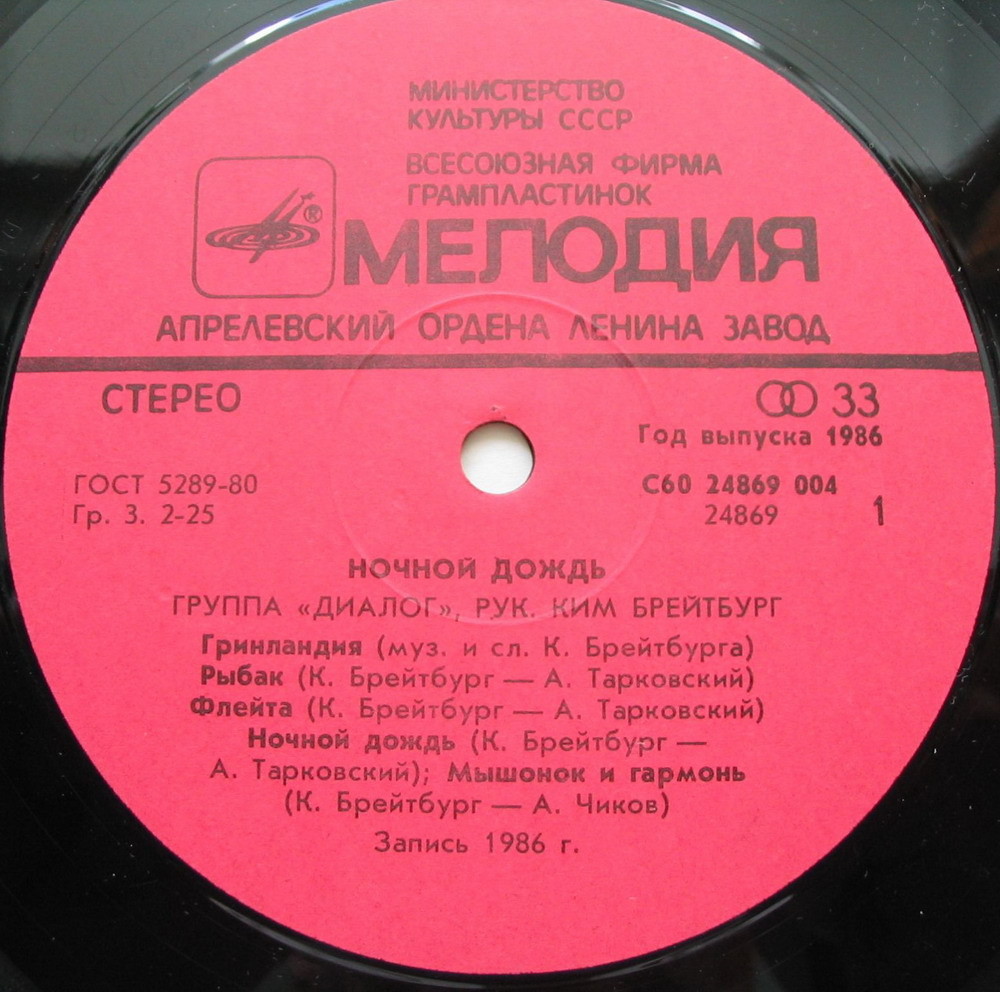 МИНИСТЕРСТВО
КУЛЬТУРЫ СССР
ВСЕСОЮЗНАЯ ФИРМА
ГРАМПЛАСТИНОК
®
МЕЛОДИЯ
АПРЕЛЕВСКИЙ ОРДЕНА ЛЕНИНА ЗАВОД
СТЕРЕО
33
Год выпуска 1986
ГОСТ 5289-80
Гр. 3. 2-25
С60 24869 004
24869
1
НОЧНОЙ ДОЖДЬ
ГРУППА «ДИАЛОГ», РУК. КИМ БРЕЙТБУРГ
Гринландия (муз. и сл. К. Брейтбурга)
Рыбак (К. Брейтбург — А. Тарковский)
Флейта (К. Брейтбург — А. Тарковский)
Ночной дождь (К. Брейтбург —
А. Тарковский); Мышонок и гармонь
(К. Брейтбург — А. Чиков)
Запись 1986 г.